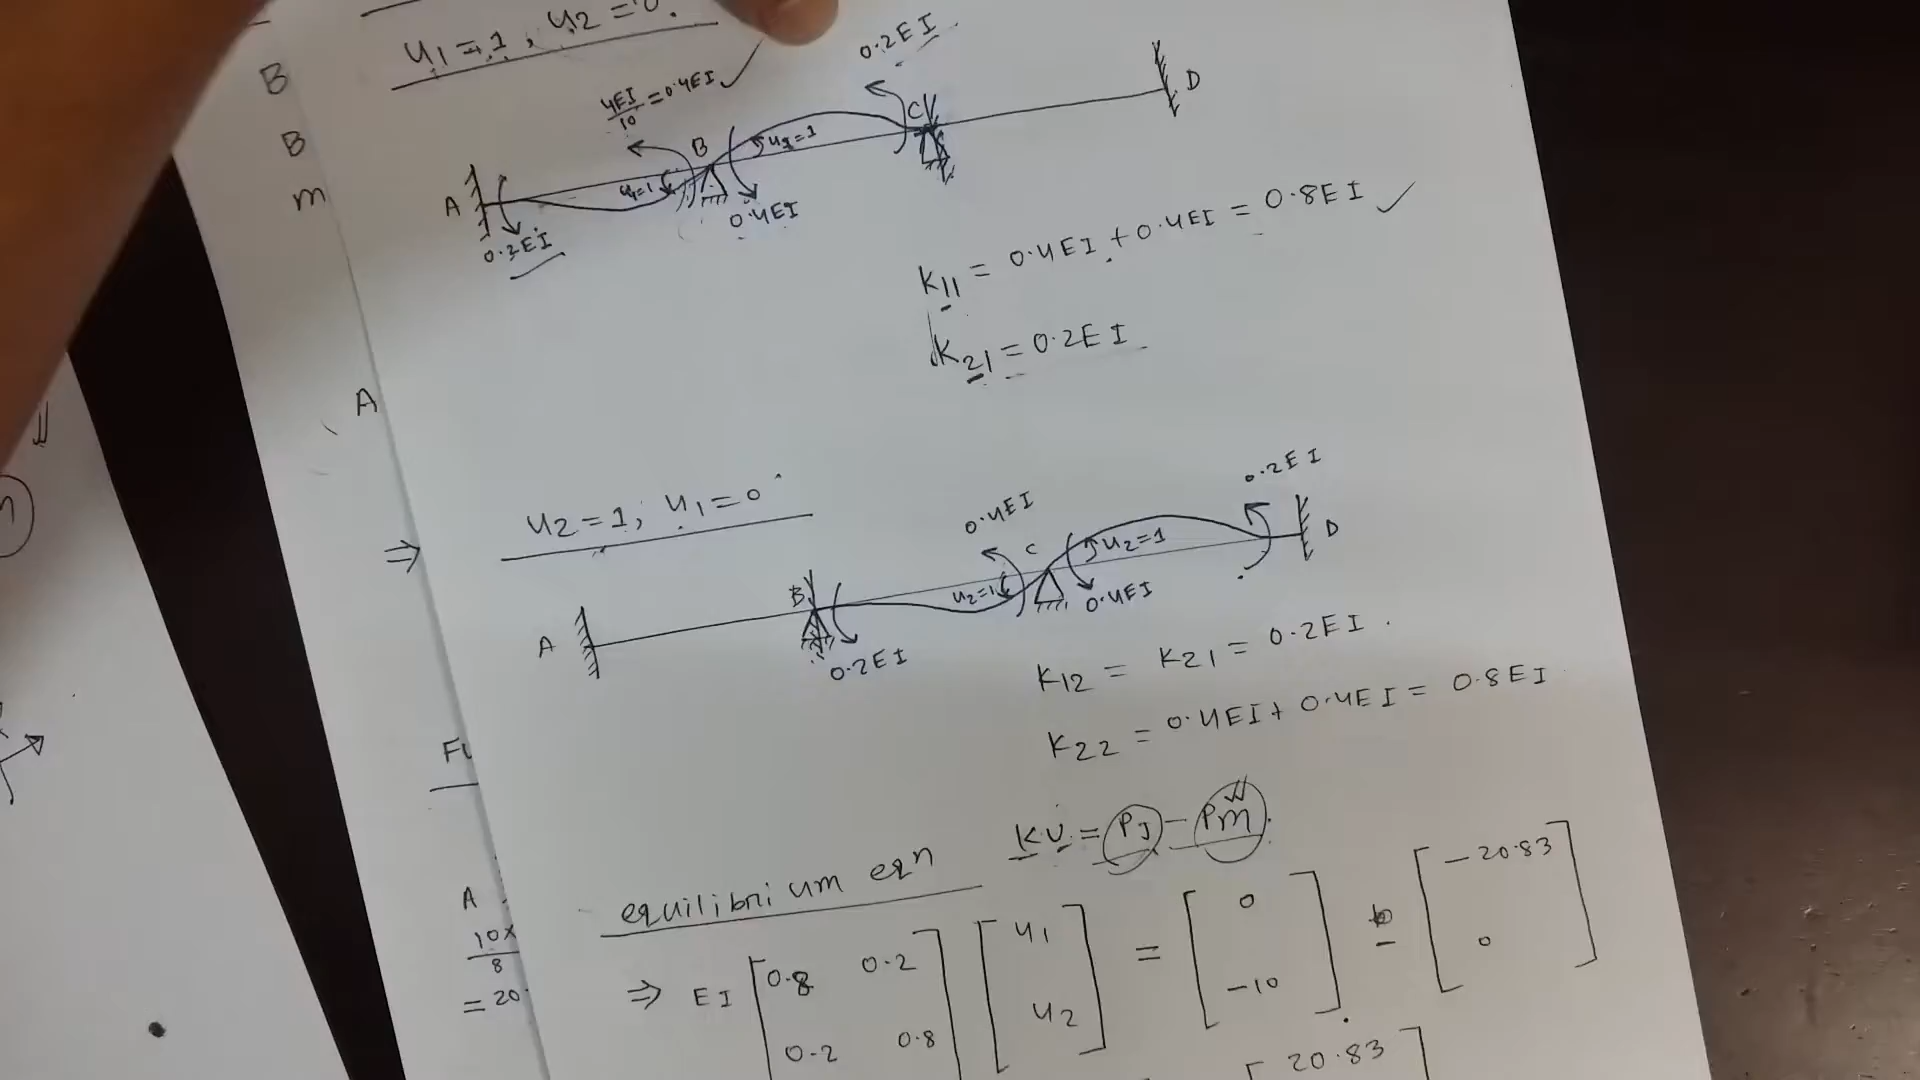 u1 = 1, u2 = 0.
B
B
m
A
0.2EI
4EI/10 = 0.4EI
B
C
D
u1=1
u2=1
A
0.2EI
0.4EI
K11 = 0.4EI + 0.4EI = 0.8EI
K21 = 0.2EI
u2 = 1, u1 = 0
⇒
0.4EI
0.2EI
C
u2=1
D
B
u2=1
0.4EI
A
0.2EI
K12 = K21 = 0.2EI.
K22 = 0.4EI + 0.4EI = 0.8EI
A
10×
8
= 20.
equilibrium eqn KU = PJ - Pm.
⇒ EI [0.8 0.2 [u1 = [0 - [-20.83
0.2 0.8] u2] -10] 0]
[20.83